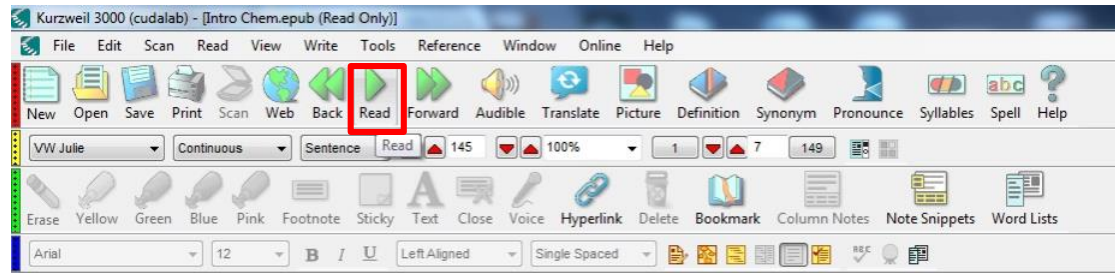 Kurzweil 3000 (cudalab) - [Intro Chem.epub (Read Only)]
File Edit Scan Read View Write Tools Reference Window Online Help
New Open Save Print Scan Web Back Read Forward Audible Translate Picture Definition Synonym Pronounce Syllables Spell Help
VW Julie Continuous Sentence Read 145 100% 1 7 149
Erase Yellow Green Blue Pink Footnote Sticky Text Close Voice Hyperlink Delete Bookmark Column Notes Note Snippets Word Lists
Arial 12 B I U Left Aligned Single Spaced